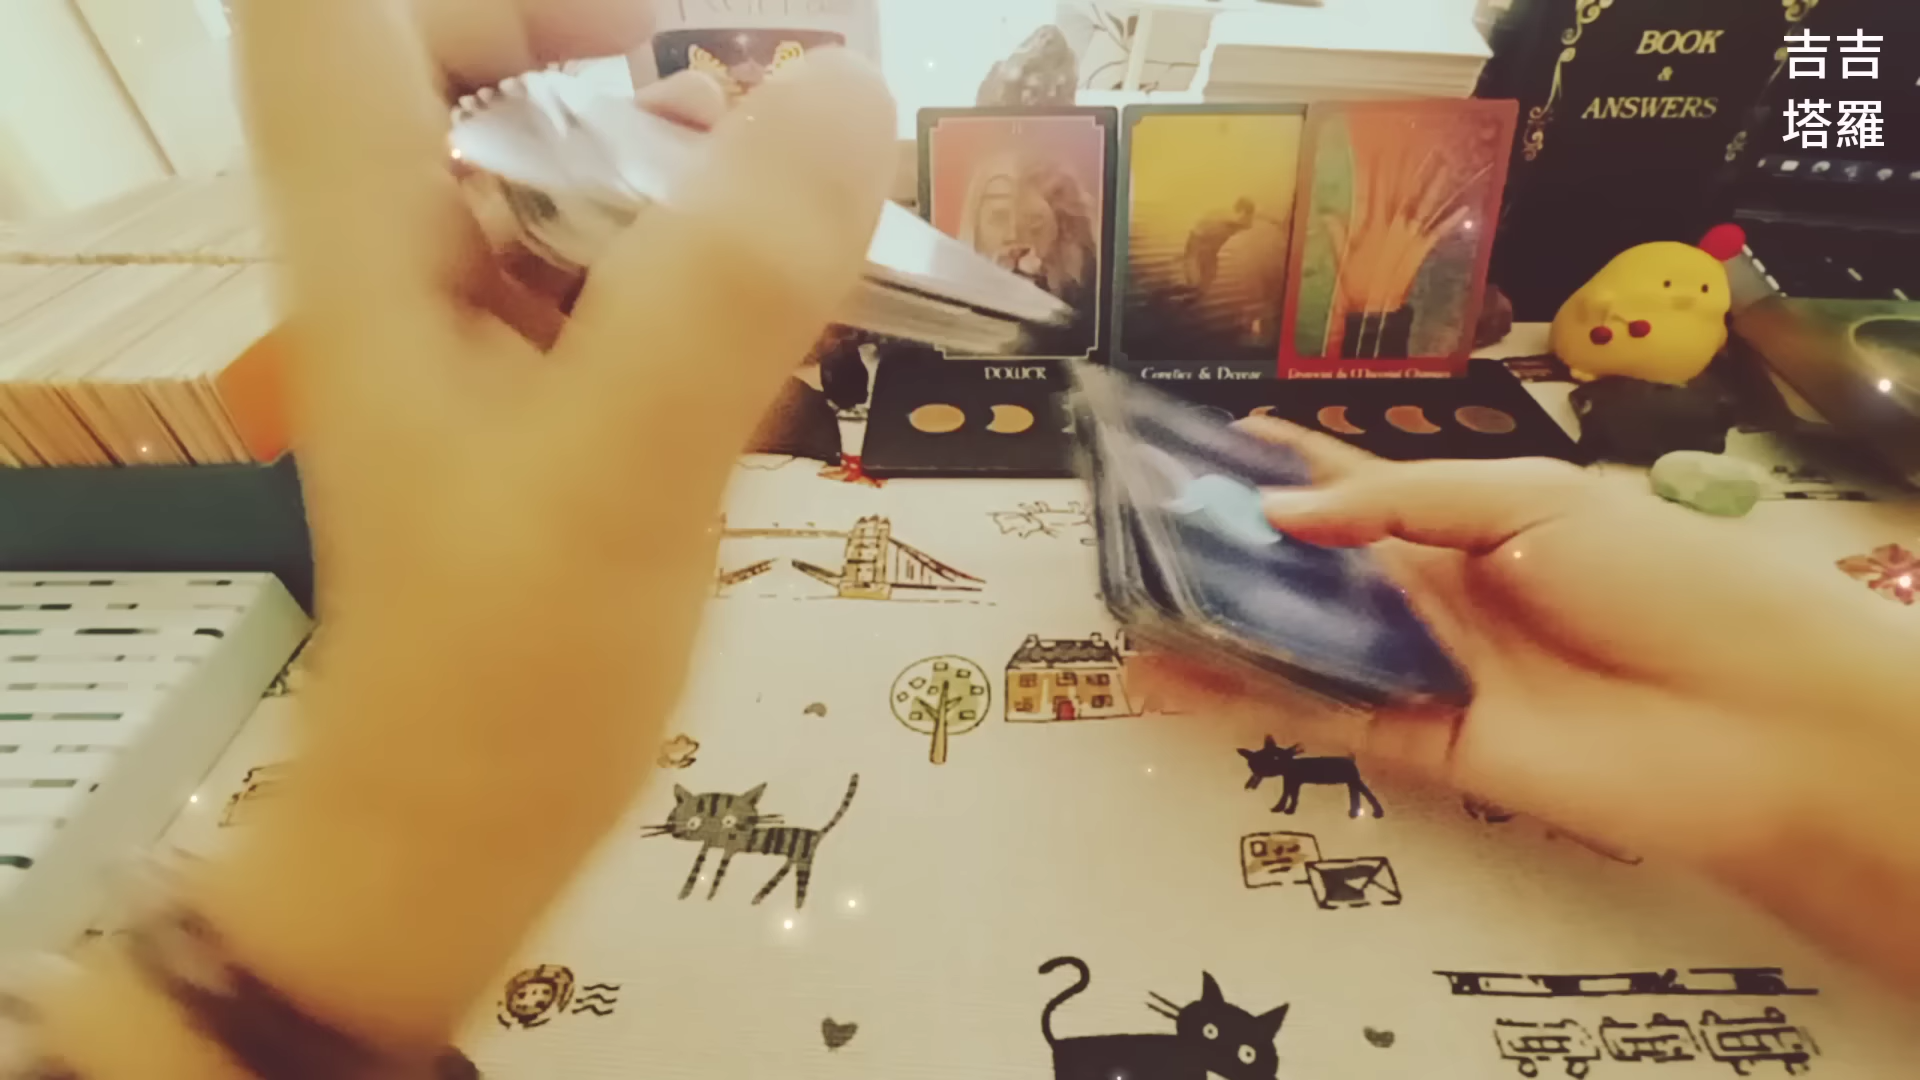 BOOK
&
ANSWERS
吉吉
塔羅
POWER
Conflict & Defeat